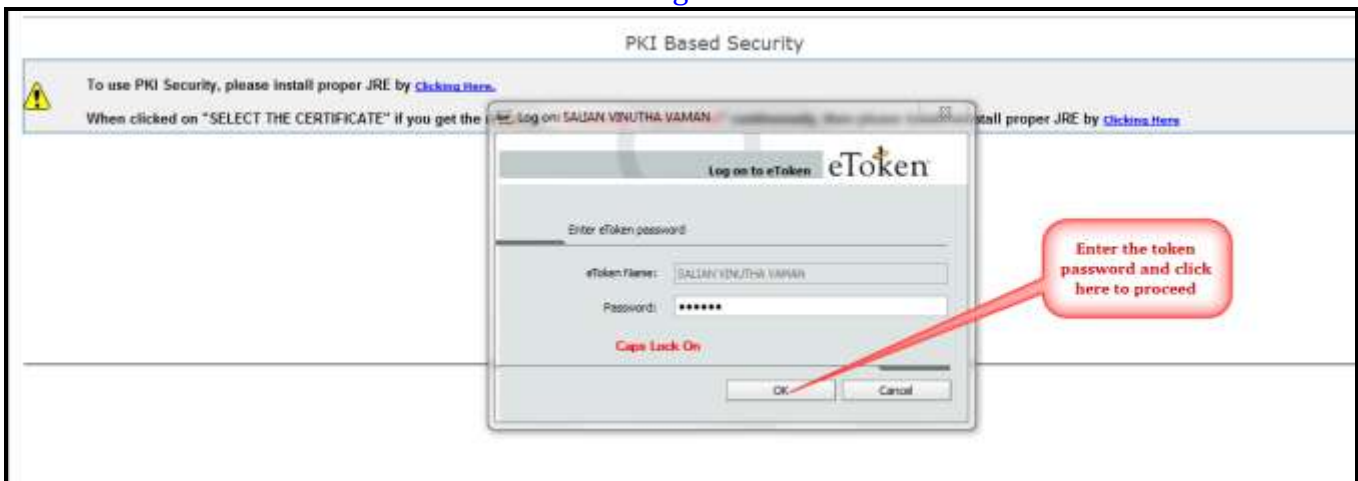 PKI Based Security
To use PKI Security, please install proper JRE by Clicking Here.
When clicked on "SELECT THE CERTIFICATE" if you get the stall proper JRE by Clicking Here
Log on: SALIAN VINUTHA VAMAN
Log on to eToken eToken
Enter eToken password
eToken Name: SALIAN VINUTHA VAMAN
Password: ••••••
Caps Lock On
OK Cancel
Enter the token
password and click
here to proceed